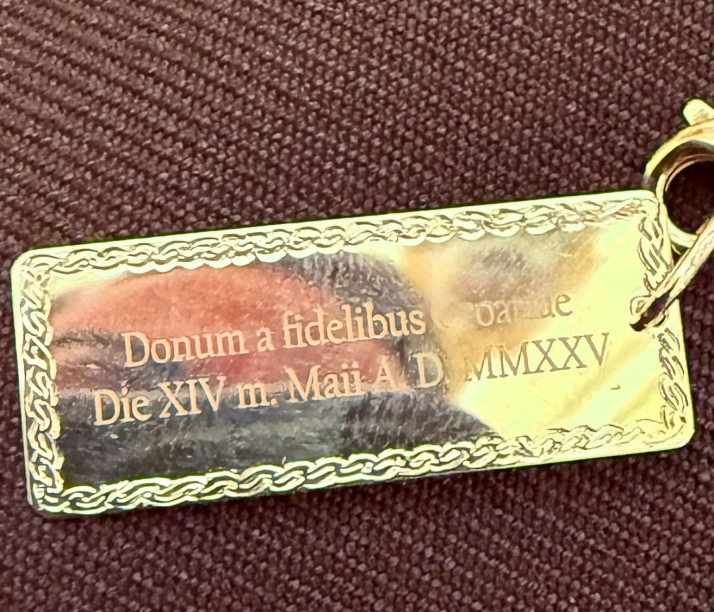 Donum a fidelibus
Die XIV m. Maii A. D. MMXXV